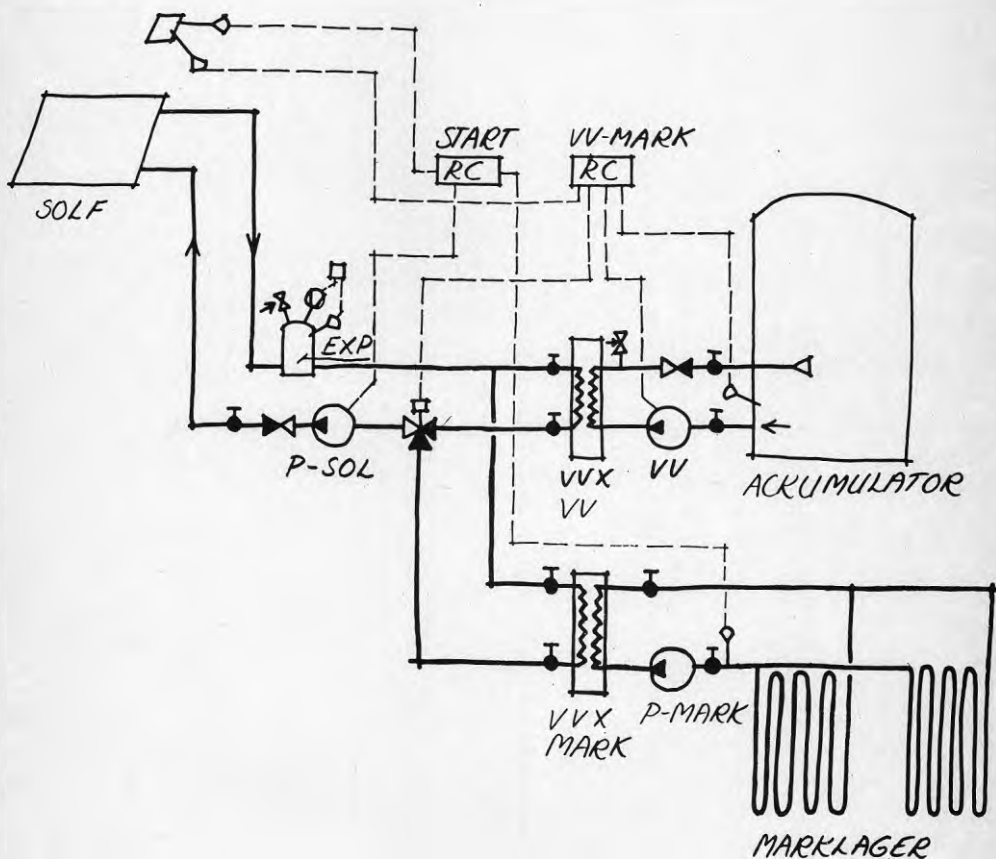 START
RC
VV-MARK
RC
SOLF
EXP
P-SOL
VVX
VV
VV
ACKUMULATOR
VVX
MARK
P-MARK
MARKLAGER